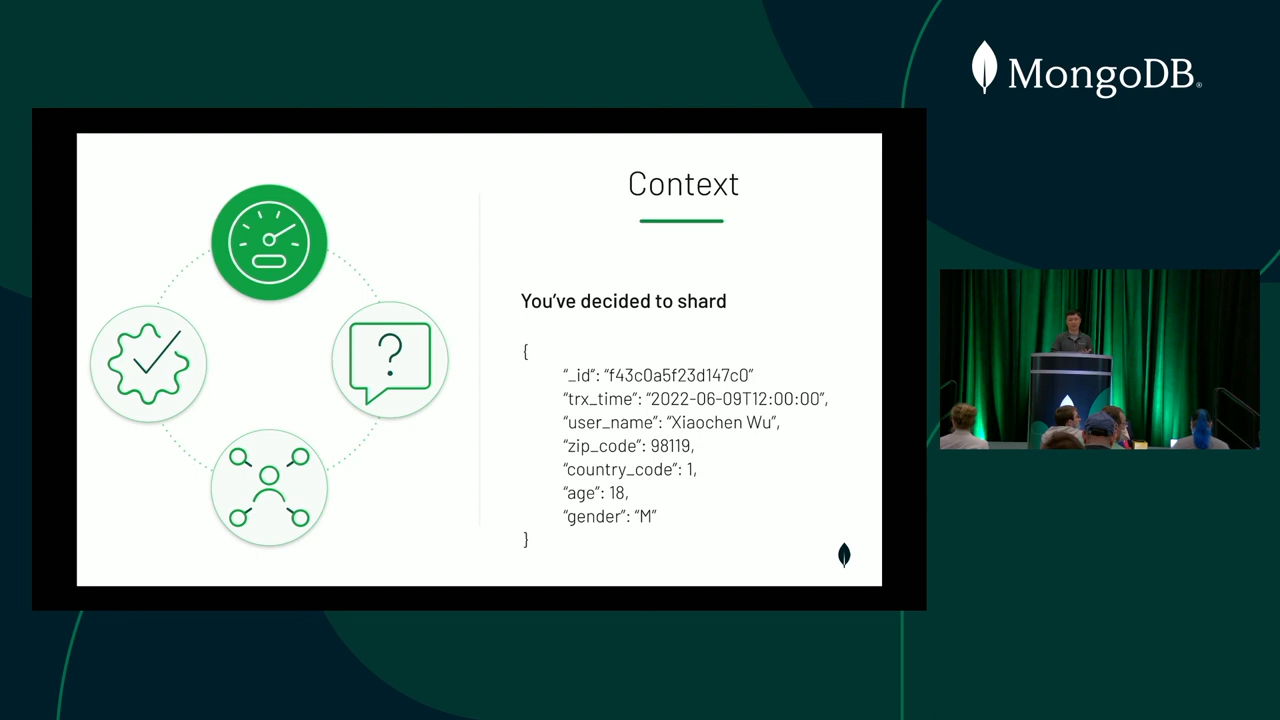 MongoDB®
Context
You’ve decided to shard
{
“_id”: “f43c0a5f23d147c0”
“trx_time”: “2022-06-09T12:00:00”,
“user_name”: “Xiaochen Wu”,
“zip_code”: 98119,
“country_code”: 1,
“age”: 18,
“gender”: “M”
}
?